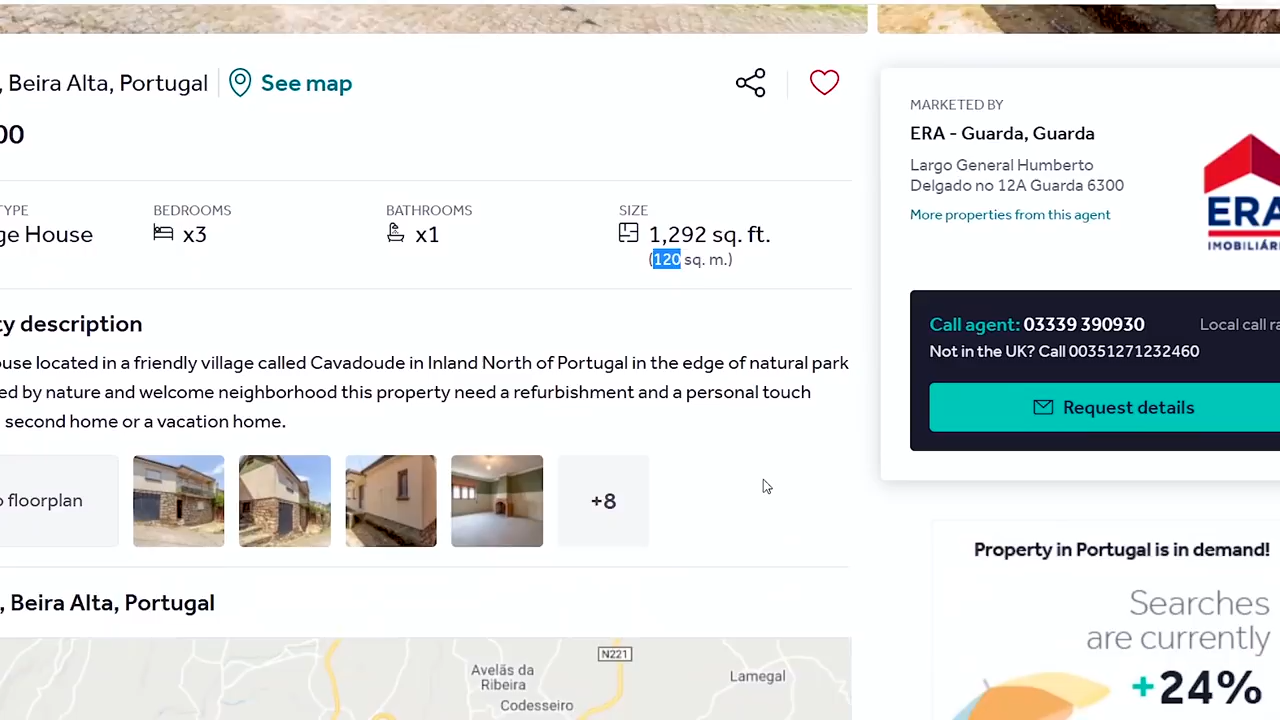 , Beira Alta, Portugal
See map
00
TYPE
ge House
BEDROOMS
x3
BATHROOMS
x1
SIZE
1,292 sq. ft.
(120 sq. m.)
ty description
ouse located in a friendly village called Cavadoude in Inland North of Portugal in the edge of natural park
ed by nature and welcome neighborhood this property need a refurbishment and a personal touch
second home or a vacation home.
o floorplan
+8
, Beira Alta, Portugal
N221
Avelãs da
Ribeira
Lamegal
Codesseiro
MARKETED BY
ERA - Guarda, Guarda
Largo General Humberto
Delgado no 12A Guarda 6300
More properties from this agent
ERA
IMOBILIÁRI
Call agent: 03339 390930
Local call ra
Not in the UK? Call 00351271232460
Request details
Property in Portugal is in demand!
Searches
are currently
+24%